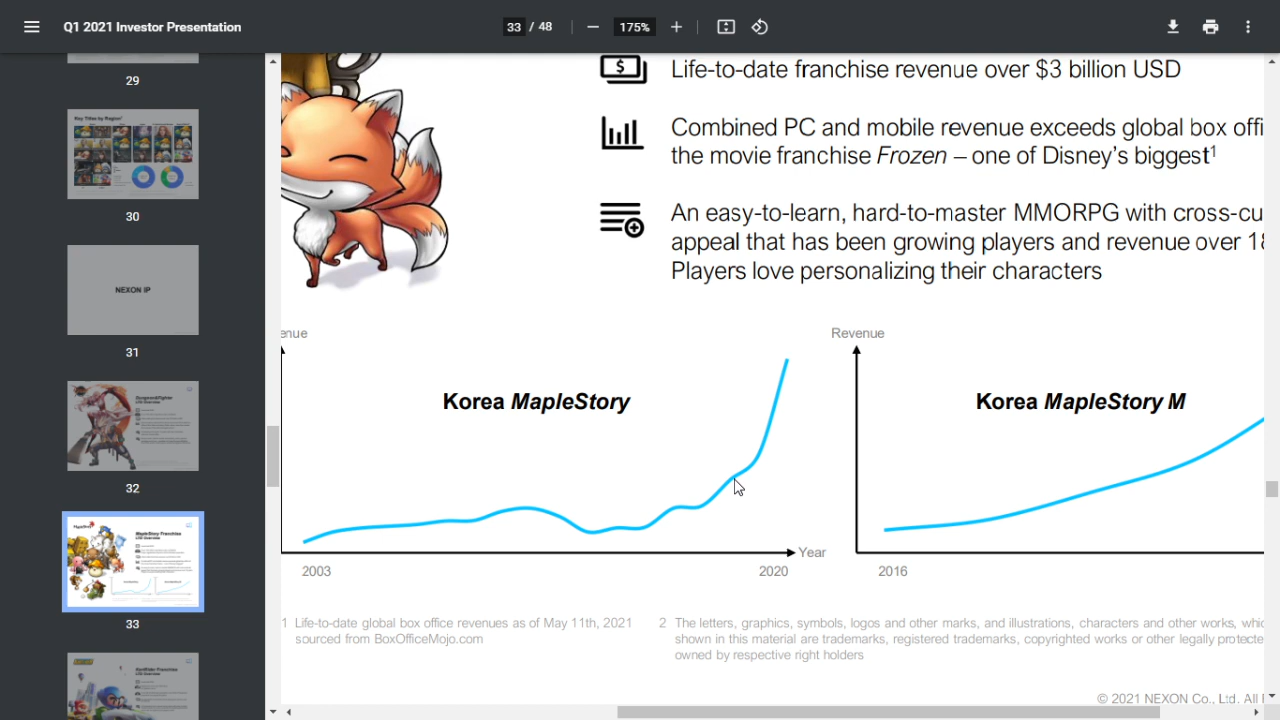 Q1 2021 Investor Presentation
33 / 48
175%
29
Key Titles by Region
30
NEXON IP
31
32
33
Life-to-date franchise revenue over $3 billion USD
Combined PC and mobile revenue exceeds global box offi
the movie franchise Frozen – one of Disney's biggest¹
An easy-to-learn, hard-to-master MMORPG with cross-cu
appeal that has been growing players and revenue over 18
Players love personalizing their characters
enue
Korea MapleStory
Year
2003
2020
Revenue
Korea MapleStory M
2016
1 Life-to-date global box office revenues as of May 11th, 2021
sourced from BoxOfficeMojo.com
2 The letters, graphics, symbols, logos and other marks, and illustrations, characters and other works, whic
shown in this material are trademarks, registered trademarks, copyrighted works or other legally protecte
owned by respective right holders
© 2021 NEXON Co., Ltd. All